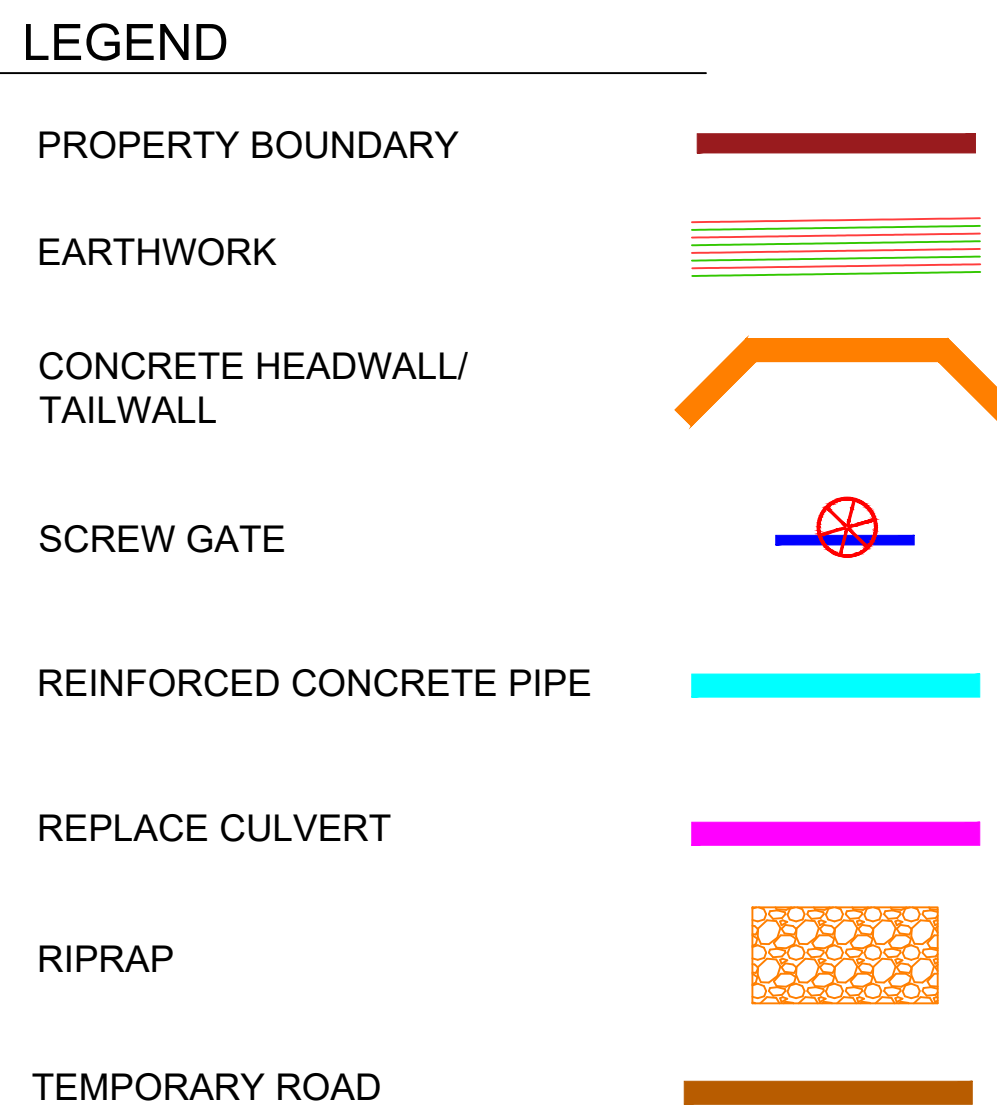 LEGEND
PROPERTY BOUNDARY
EARTHWORK
CONCRETE HEADWALL/
TAILWALL
SCREW GATE
REINFORCED CONCRETE PIPE
REPLACE CULVERT
RIPRAP
TEMPORARY ROAD